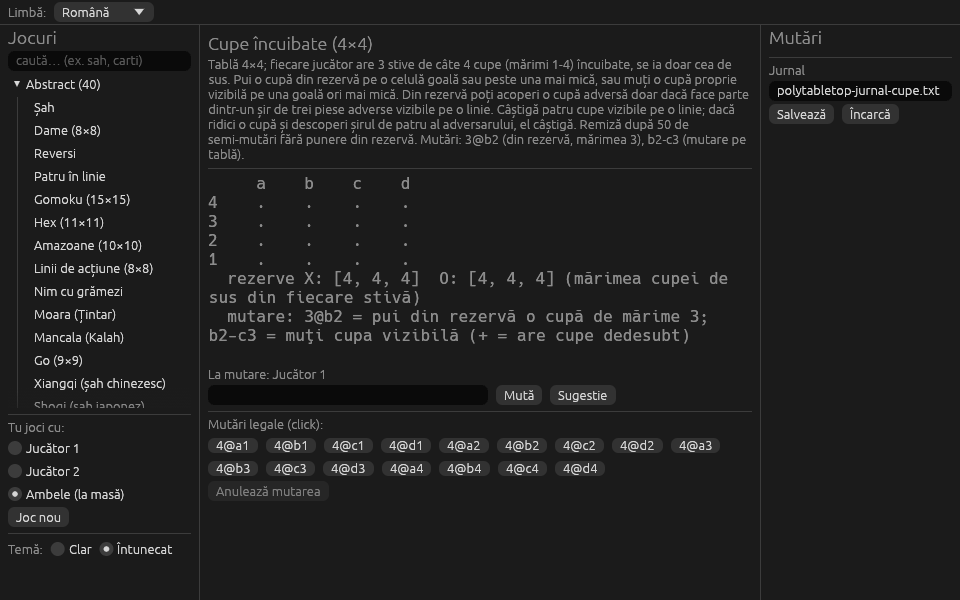 Limbă: Română
Jocuri
caută... (ex. sah, carti)
Abstract (40)
Șah
Dame (8×8)
Reversi
Patru în linie
Gomoku (15×15)
Hex (11×11)
Amazoane (10×10)
Linii de acțiune (8×8)
Nim cu grămezi
Moara (Țintar)
Mancala (Kalah)
Go (9×9)
Xiangqi (șah chinezesc)
Shogi (șah japonez)
Tu joci cu:
Jucător 1
Jucător 2
Ambele (la masă)
Joc nou
Temă: Clar Întunecat
Cupe încuibate (4×4)
Tablă 4×4; fiecare jucător are 3 stive de câte 4 cupe (mărimi 1-4) încuibate, se ia doar cea de
sus. Pui o cupă din rezervă pe o celulă goală sau peste una mai mică, sau muți o cupă proprie
vizibilă pe una goală ori mai mică. Din rezervă poți acoperi o cupă adversă doar dacă face parte
dintr-un șir de trei piese adverse vizibile pe o linie. Câștigă patru cupe vizibile pe o linie; dacă
ridici o cupă și descoperi șirul de patru al adversarului, el câștigă. Remiză după 50 de
semi-mutări fără punere din rezervă. Mutări: 3@b2 (din rezervă, mărimea 3), b2-c3 (mutare pe
tablă).
a b c d
4 . . . .
3 . . . .
2 . . . .
1 . . . .
rezerve X: [4, 4, 4] O: [4, 4, 4] (mărimea cupei de
sus din fiecare stivă)
mutare: 3@b2 = pui din rezervă o cupă de mărime 3;
b2-c3 = muți cupa vizibilă (+ = are cupe dedesubt)
La mutare: Jucător 1
Mută Sugestie
Mutări legale (click):
4@a1 4@b1 4@c1 4@d1 4@a2 4@b2 4@c2 4@d2 4@a3
4@b3 4@c3 4@d3 4@a4 4@b4 4@c4 4@d4
Anulează mutarea
Mutări
Jurnal
polytabletop-jurnal-cupe.txt
Salvează Încarcă